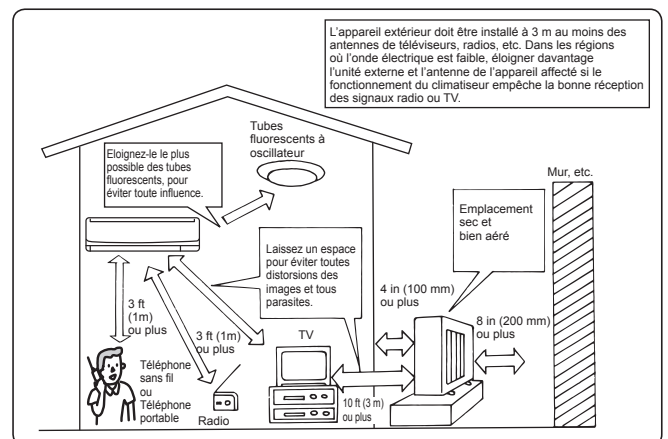 L'appareil extérieur doit être installé à 3 m au moins des
antennes de téléviseurs, radios, etc. Dans les régions
où l'onde électrique est faible, éloigner davantage
l'unité externe et l'antenne de l'appareil affecté si le
fonctionnement du climatiseur empêche la bonne réception
des signaux radio ou TV.
Tubes
fluorescents à
oscillateur
Eloignez-le le plus
possible des tubes
fluorescents, pour
éviter toute influence.
Mur, etc.
Emplacement
sec et
bien aéré
Laissez un espace
pour éviter toutes
distorsions des
images et tous
parasites.
4 in (100 mm)
ou plus
8 in (200 mm)
ou plus
3 ft
(1m)
ou plus
3 ft (1m)
ou plus
TV
Téléphone
sans fil
ou
Téléphone
portable
Radio
10 ft (3 m)
ou plus